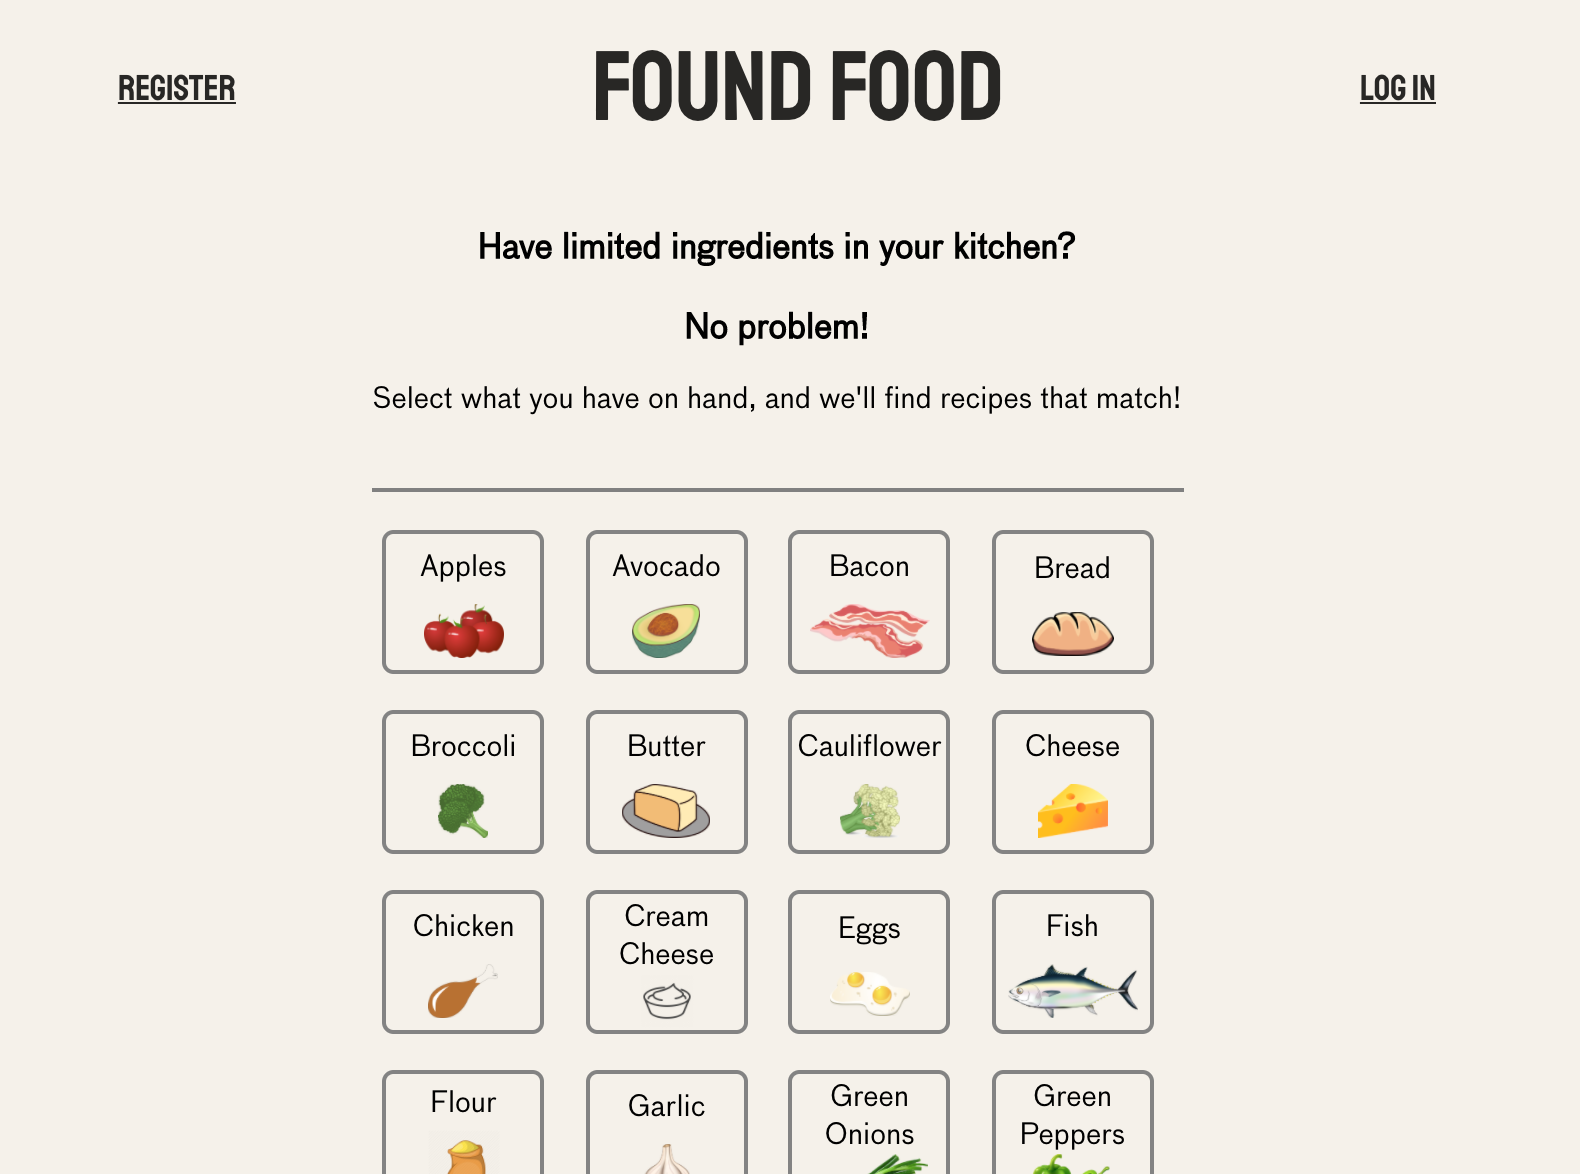 REGISTER
FOUND FOOD
LOG IN
Have limited ingredients in your kitchen?
No problem!
Select what you have on hand, and we'll find recipes that match!
Apples
Avocado
Bacon
Bread
Broccoli
Butter
Cauliflower
Cheese
Chicken
Cream
Cheese
Eggs
Fish
Flour
Garlic
Green
Onions
Green
Peppers